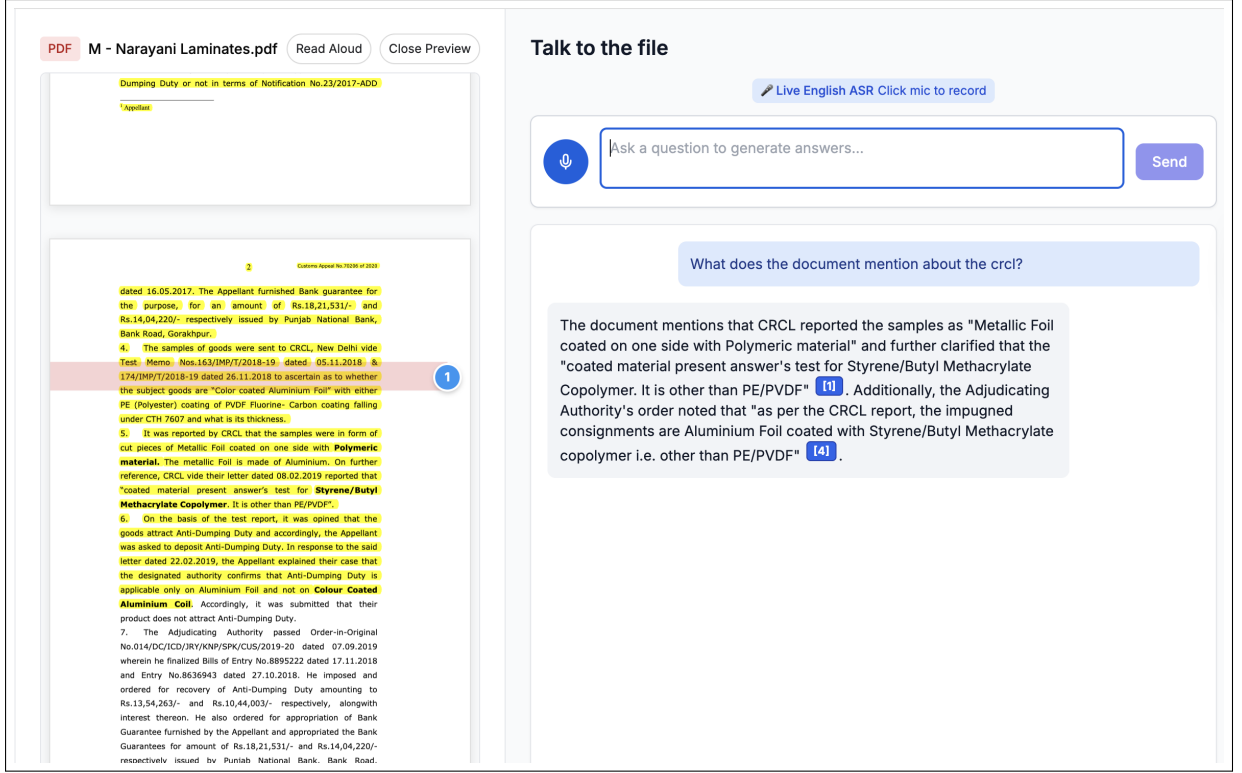 PDF M - Narayani Laminates.pdf Read Aloud Close Preview
Dumping Duty or not in terms of Notification No.23/2017-ADD
1 Appellant
2 Customs Appeal No.70206 of 2020
dated 16.05.2017. The Appellant furnished Bank guarantee for
the purpose, for an amount of Rs.18,21,531/- and
Rs.14,04,220/- respectively issued by Punjab National Bank,
Bank Road, Gorakhpur.
4. The samples of goods were sent to CRCL, New Delhi vide
Test Memo Nos.163/IMP/T/2018-19 dated 05.11.2018 &
174/IMP/T/2018-19 dated 26.11.2018 to ascertain as to whether
1
the subject goods are “Color coated Aluminium Foil” with either
PE (Polyester) coating of PVDF Fluorine- Carbon coating falling
under CTH 7607 and what is its thickness.
5. It was reported by CRCL that the samples were in form of
cut pieces of Metallic Foil coated on one side with Polymeric
material. The metallic Foil is made of Aluminium. On further
reference, CRCL vide their letter dated 08.02.2019 reported that
“coated material present answer’s test for Styrene/Butyl
Methacrylate Copolymer. It is other than PE/PVDF”.
6. On the basis of the test report, it was opined that the
goods attract Anti-Dumping Duty and accordingly, the Appellant
was asked to deposit Anti-Dumping Duty. In response to the said
letter dated 22.02.2019, the Appellant explained their case that
the designated authority confirms that Anti-Dumping Duty is
applicable only on Aluminium Foil and not on Colour Coated
Aluminium Coil. Accordingly, it was submitted that their
product does not attract Anti-Dumping Duty.
7. The Adjudicating Authority passed Order-in-Original
No.014/DC/ICD/JRY/KNP/SPK/CUS/2019-20 dated 07.09.2019
wherein he finalized Bills of Entry No.8895222 dated 17.11.2018
and Entry No.8636943 dated 27.10.2018. He imposed and
ordered for recovery of Anti-Dumping Duty amounting to
Rs.13,54,263/- and Rs.10,44,003/- respectively, alongwith
interest thereon. He also ordered for appropriation of Bank
Guarantee furnished by the Appellant and appropriated the Bank
Guarantees for amount of Rs.18,21,531/- and Rs.14,04,220/-
respectively issued by Punjab National Bank, Bank Road,
Talk to the file
Live English ASR Click mic to record
Ask a question to generate answers...
Send
What does the document mention about the crcl?
The document mentions that CRCL reported the samples as "Metallic Foil
coated on one side with Polymeric material" and further clarified that the
"coated material present answer's test for Styrene/Butyl Methacrylate
Copolymer. It is other than PE/PVDF" [1] . Additionally, the Adjudicating
Authority's order noted that "as per the CRCL report, the impugned
consignments are Aluminium Foil coated with Styrene/Butyl Methacrylate
copolymer i.e. other than PE/PVDF" [4] .